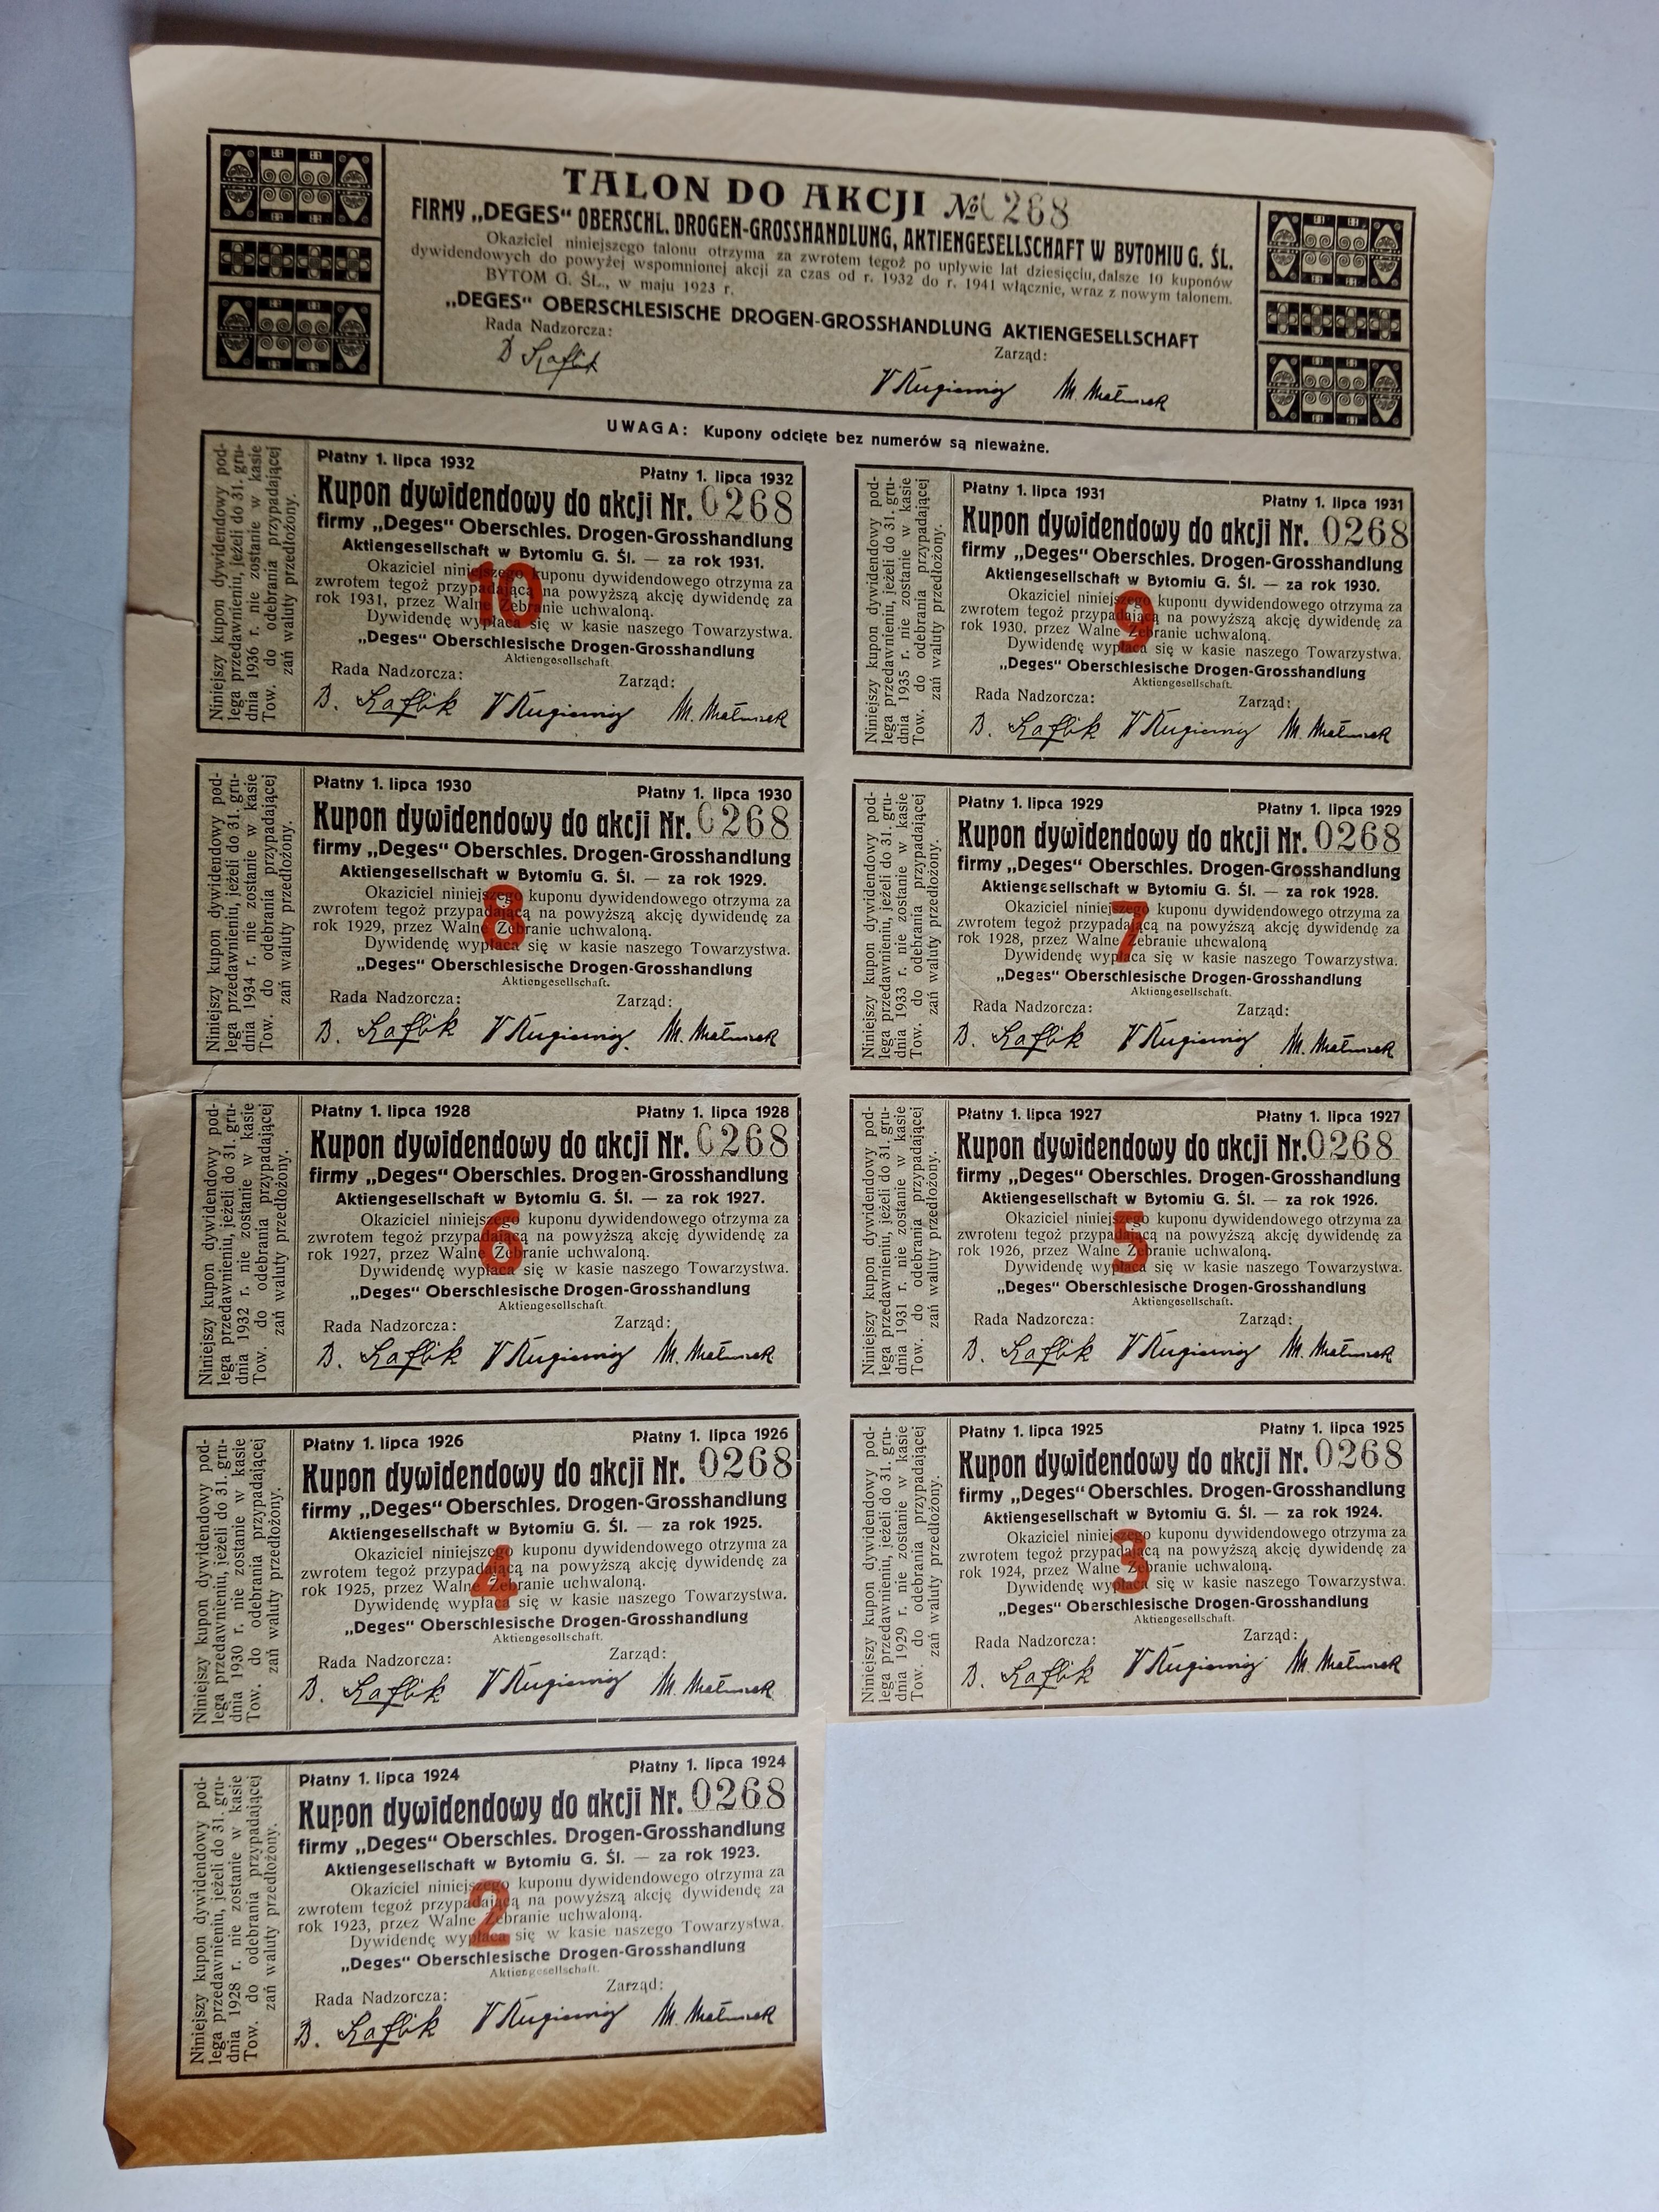 TALON DO AKCJI № 0268
FIRMY „DEGES“ OBERSCHL. DROGEN-GROSSHANDLUNG, AKTIENGESELLSCHAFT W BYTOMIU G. ŚL.
Okaziciel niniejszego talonu otrzyma za zwrotem tegoż po upływie lat dziesięciu, dalsze 10 kuponów
dywidendowych do powyżej wspomnionej akcji za czas od r. 1932 do r. 1941 włącznie, wraz z nowym talonem.
BYTOM G. ŚL., w maju 1923 r.
„DEGES“ OBERSCHLESISCHE DROGEN-GROSSHANDLUNG AKTIENGESELLSCHAFT
Rada Nadzorcza:
Zarząd:
UWAGA: Kupony odcięte bez numerów są nieważne.
Niniejszy kupon dywidendowy pod-
lega przedawnieniu, jeżeli do 31. gru-
dnia 1936 r. nie zostanie w kasie
Tow. do odebrania przypadającej
zań waluty przedłożony.
Płatny 1. lipca 1932
Płatny 1. lipca 1932
Kupon dywidendowy do akcji Nr. 0268
firmy „Deges“ Oberschles. Drogen-Grosshandlung
Aktiengesellschaft w Bytomiu G. Śl. — za rok 1931.
Okaziciel niniejszego kuponu dywidendowego otrzyma za
zwrotem tegoż przypadającą na powyższą akcję dywidendę za
rok 1931, przez Walne Zebranie uchwaloną.
Dywidendę wypłaca się w kasie naszego Towarzystwa.
10
„Deges“ Oberschlesische Drogen-Grosshandlung
Aktiengesellschaft
Rada Nadzorcza:
Zarząd:
Niniejszy kupon dywidendowy pod-
lega przedawnieniu, jeżeli do 31. gru-
dnia 1935 r. nie zostanie w kasie
Tow. do odebrania przypadającej
zań waluty przedłożony.
Płatny 1. lipca 1931
Płatny 1. lipca 1931
Kupon dywidendowy do akcji Nr. 0268
firmy „Deges“ Oberschles. Drogen-Grosshandlung
Aktiengesellschaft w Bytomiu G. Śl. — za rok 1930.
Okaziciel niniejszego kuponu dywidendowego otrzyma za
zwrotem tegoż przypadającą na powyższą akcję dywidendę za
rok 1930, przez Walne Zebranie uchwaloną.
Dywidendę wypłaca się w kasie naszego Towarzystwa.
9
„Deges“ Oberschlesische Drogen-Grosshandlung
Aktiengesellschaft.
Rada Nadzorcza:
Zarząd:
Niniejszy kupon dywidendowy pod-
lega przedawnieniu, jeżeli do 31. gru-
dnia 1934 r. nie zostanie w kasie
Tow. do odebrania przypadającej
zań waluty przedłożony.
Płatny 1. lipca 1930
Płatny 1. lipca 1930
Kupon dywidendowy do akcji Nr. 0268
firmy „Deges“ Oberschles. Drogen-Grosshandlung
Aktiengesellschaft w Bytomiu G. Śl. — za rok 1929.
Okaziciel niniejszego kuponu dywidendowego otrzyma za
zwrotem tegoż przypadającą na powyższą akcję dywidendę za
rok 1929, przez Walne Zebranie uchwaloną.
Dywidendę wypłaca się w kasie naszego Towarzystwa.
8
„Deges“ Oberschlesische Drogen-Grosshandlung
Aktiengesellschaft.
Rada Nadzorcza:
Zarząd:
Niniejszy kupon dywidendowy pod-
lega przedawnieniu, jeżeli do 31. gru-
dnia 1933 r. nie zostanie w kasie
Tow. do odebrania przypadającej
zań waluty przedłożony.
Płatny 1. lipca 1929
Płatny 1. lipca 1929
Kupon dywidendowy do akcji Nr. 0268
firmy „Deges“ Oberschles. Drogen-Grosshandlung
Aktiengesellschaft w Bytomiu G. Śl. — za rok 1928.
Okaziciel niniejszego kuponu dywidendowego otrzyma za
zwrotem tegoż przypadającą na powyższą akcję dywidendę za
rok 1928, przez Walne Zebranie uhcwaloną
Dywidendę wypłaca się w kasie naszego Towarzystwa.
7
„Deges“ Oberschlesische Drogen-Grosshandlung
Aktiengesellschaft.
Rada Nadzorcza:
Zarząd:
Niniejszy kupon dywidendowy pod-
lega przedawnieniu, jeżeli do 31. gru-
dnia 1932 r. nie zostanie w kasie
Tow. do odebrania przypadającej
zań waluty przedłożony.
Płatny 1. lipca 1928
Płatny 1. lipca 1928
Kupon dywidendowy do akcji Nr. 0268
firmy „Deges“ Oberschles. Drogen-Grosshandlung
Aktiengesellschaft w Bytomiu G. Śl. — za rok 1927.
Okaziciel niniejszego kuponu dywidendowego otrzyma za
zwrotem tegoż przypadającą na powyższą akcję dywidendę za
rok 1927, przez Walne Zebranie uchwaloną.
Dywidendę wypłaca się w kasie naszego Towarzystwa.
6
„Deges“ Oberschlesische Drogen-Grosshandlung
Aktiengesellschaft
Rada Nadzorcza:
Zarząd:
Niniejszy kupon dywidendowy pod-
lega przedawnieniu, jeżeli do 31. gru-
dnia 1931 r. nie zostanie w kasie
Tow. do odebrania przypadającej
zań waluty przedłożony.
Płatny 1. lipca 1927
Płatny 1. lipca 1927
Kupon dywidendowy do akcji Nr. 0268
firmy „Deges“ Oberschles. Drogen-Grosshandlung
Aktiengesellschaft w Bytomiu G. Śl. — za rok 1926.
Okaziciel niniejszego kuponu dywidendowego otrzyma za
zwrotem tegoż przypadającą na powyższą akcję dywidendę za
rok 1926, przez Walne Zebranie uchwaloną.
Dywidendę wypłaca się w kasie naszego Towarzystwa.
5
„Deges“ Oberschlesische Drogen-Grosshandlung
Aktiengesellschaft.
Rada Nadzorcza:
Zarząd:
Niniejszy kupon dywidendowy pod-
lega przedawnieniu, jeżeli do 31. gru-
dnia 1930 r. nie zostanie w kasie
Tow. do odebrania przypadającej
zań waluty przedłożony.
Płatny 1. lipca 1926
Płatny 1. lipca 1926
Kupon dywidendowy do akcji Nr. 0268
firmy „Deges“ Oberschles. Drogen-Grosshandlung
Aktiengesellschaft w Bytomiu G. Śl. — za rok 1925.
Okaziciel niniejszego kuponu dywidendowego otrzyma za
zwrotem tegoż przypadającą na powyższą akcję dywidendę za
rok 1925, przez Walne Zebranie uchwaloną.
Dywidendę wypłaca się w kasie naszego Towarzystwa.
4
„Deges“ Oberschlesische Drogen-Grosshandlung
Aktiengesellschaft.
Rada Nadzorcza:
Zarząd:
Niniejszy kupon dywidendowy pod-
lega przedawnieniu, jeżeli do 31. gru-
dnia 1929 r. nie zostanie w kasie
Tow. do odebrania przypadającej
zań waluty przedłożony.
Płatny 1. lipca 1925
Płatny 1. lipca 1925
Kupon dywidendowy do akcji Nr. 0268
firmy „Deges“ Oberschles. Drogen-Grosshandlung
Aktiengesellschaft w Bytomiu G. Śl. — za rok 1924.
Okaziciel niniejszego kuponu dywidendowego otrzyma za
zwrotem tegoż przypadającą na powyższą akcję dywidendę za
rok 1924, przez Walne Zebranie uchwaloną.
Dywidendę wypłaca się w kasie naszego Towarzystwa.
3
„Deges“ Oberschlesische Drogen-Grosshandlung
Aktiengesellschaft.
Rada Nadzorcza:
Zarząd:
Niniejszy kupon dywidendowy pod-
lega przedawnieniu, jeżeli do 31. gru-
dnia 1928 r. nie zostanie w kasie
Tow. do odebrania przypadającej
zań waluty przedłożony.
Płatny 1. lipca 1924
Płatny 1. lipca 1924
Kupon dywidendowy do akcji Nr. 0268
firmy „Deges“ Oberschles. Drogen-Grosshandlung
Aktiengesellschaft w Bytomiu G. Śl. — za rok 1923.
Okaziciel niniejszego kuponu dywidendowego otrzyma za
zwrotem tegoż przypadającą na powyższą akcję dywidendę za
rok 1923, przez Walne Zebranie uchwaloną.
Dywidendę wypłaca się w kasie naszego Towarzystwa.
2
„Deges“ Oberschlesische Drogen-Grosshandlung
Aktiengesellschaft.
Rada Nadzorcza:
Zarząd: